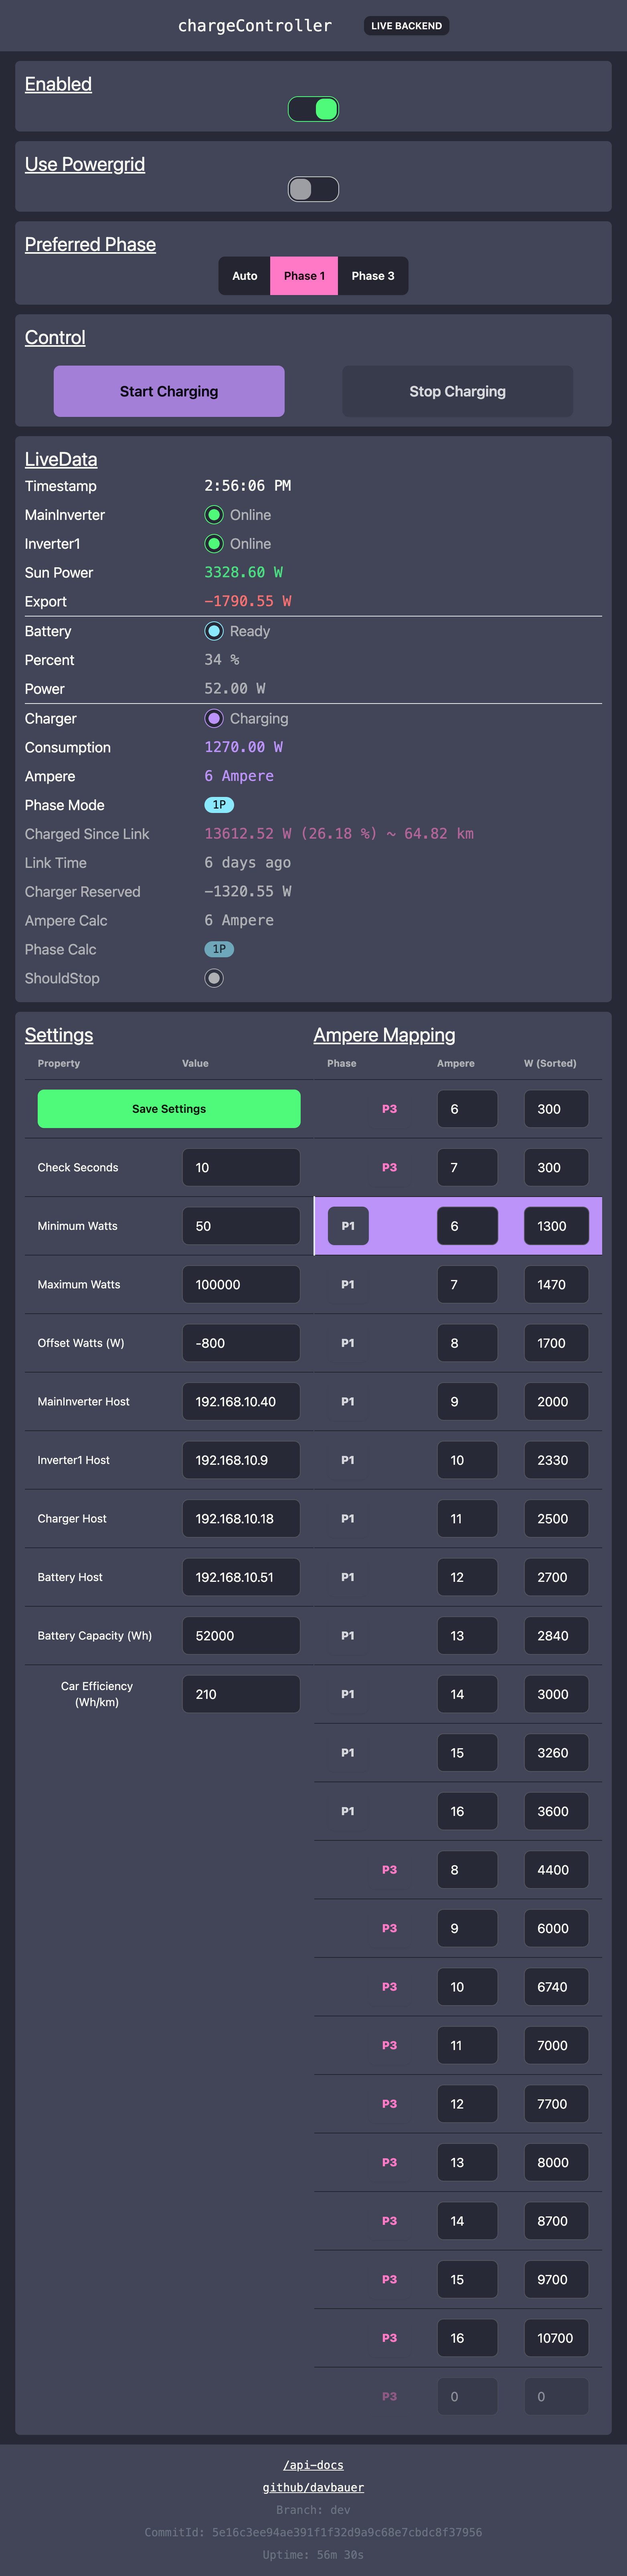 chargeController LIVE BACKEND
Enabled
Use Powergrid
Preferred Phase
Auto Phase 1 Phase 3
Control
Start Charging Stop Charging
LiveData
Timestamp 2:56:06 PM
MainInverter Online
Inverter1 Online
Sun Power 3328.60 W
Export -1790.55 W
Battery Ready
Percent 34 %
Power 52.00 W
Charger Charging
Consumption 1270.00 W
Ampere 6 Ampere
Phase Mode 1P
Charged Since Link 13612.52 W (26.18 %) ~ 64.82 km
Link Time 6 days ago
Charger Reserved -1320.55 W
Ampere Calc 6 Ampere
Phase Calc 1P
ShouldStop
Settings
Property Value
Save Settings
Check Seconds 10
Minimum Watts 50
Maximum Watts 100000
Offset Watts (W) -800
MainInverter Host 192.168.10.40
Inverter1 Host 192.168.10.9
Charger Host 192.168.10.18
Battery Host 192.168.10.51
Battery Capacity (Wh) 52000
Car Efficiency
(Wh/km) 210
Ampere Mapping
Phase Ampere W (Sorted)
P3 6 300
P3 7 300
P1 6 1300
P1 7 1470
P1 8 1700
P1 9 2000
P1 10 2330
P1 11 2500
P1 12 2700
P1 13 2840
P1 14 3000
P1 15 3260
P1 16 3600
P3 8 4400
P3 9 6000
P3 10 6740
P3 11 7000
P3 12 7700
P3 13 8000
P3 14 8700
P3 15 9700
P3 16 10700
P3 0 0
/api-docs
github/davbauer
Branch: dev
CommitId: 5e16c3ee94ae391f1f32d9a9c68e7cbdc8f37956
Uptime: 56m 30s